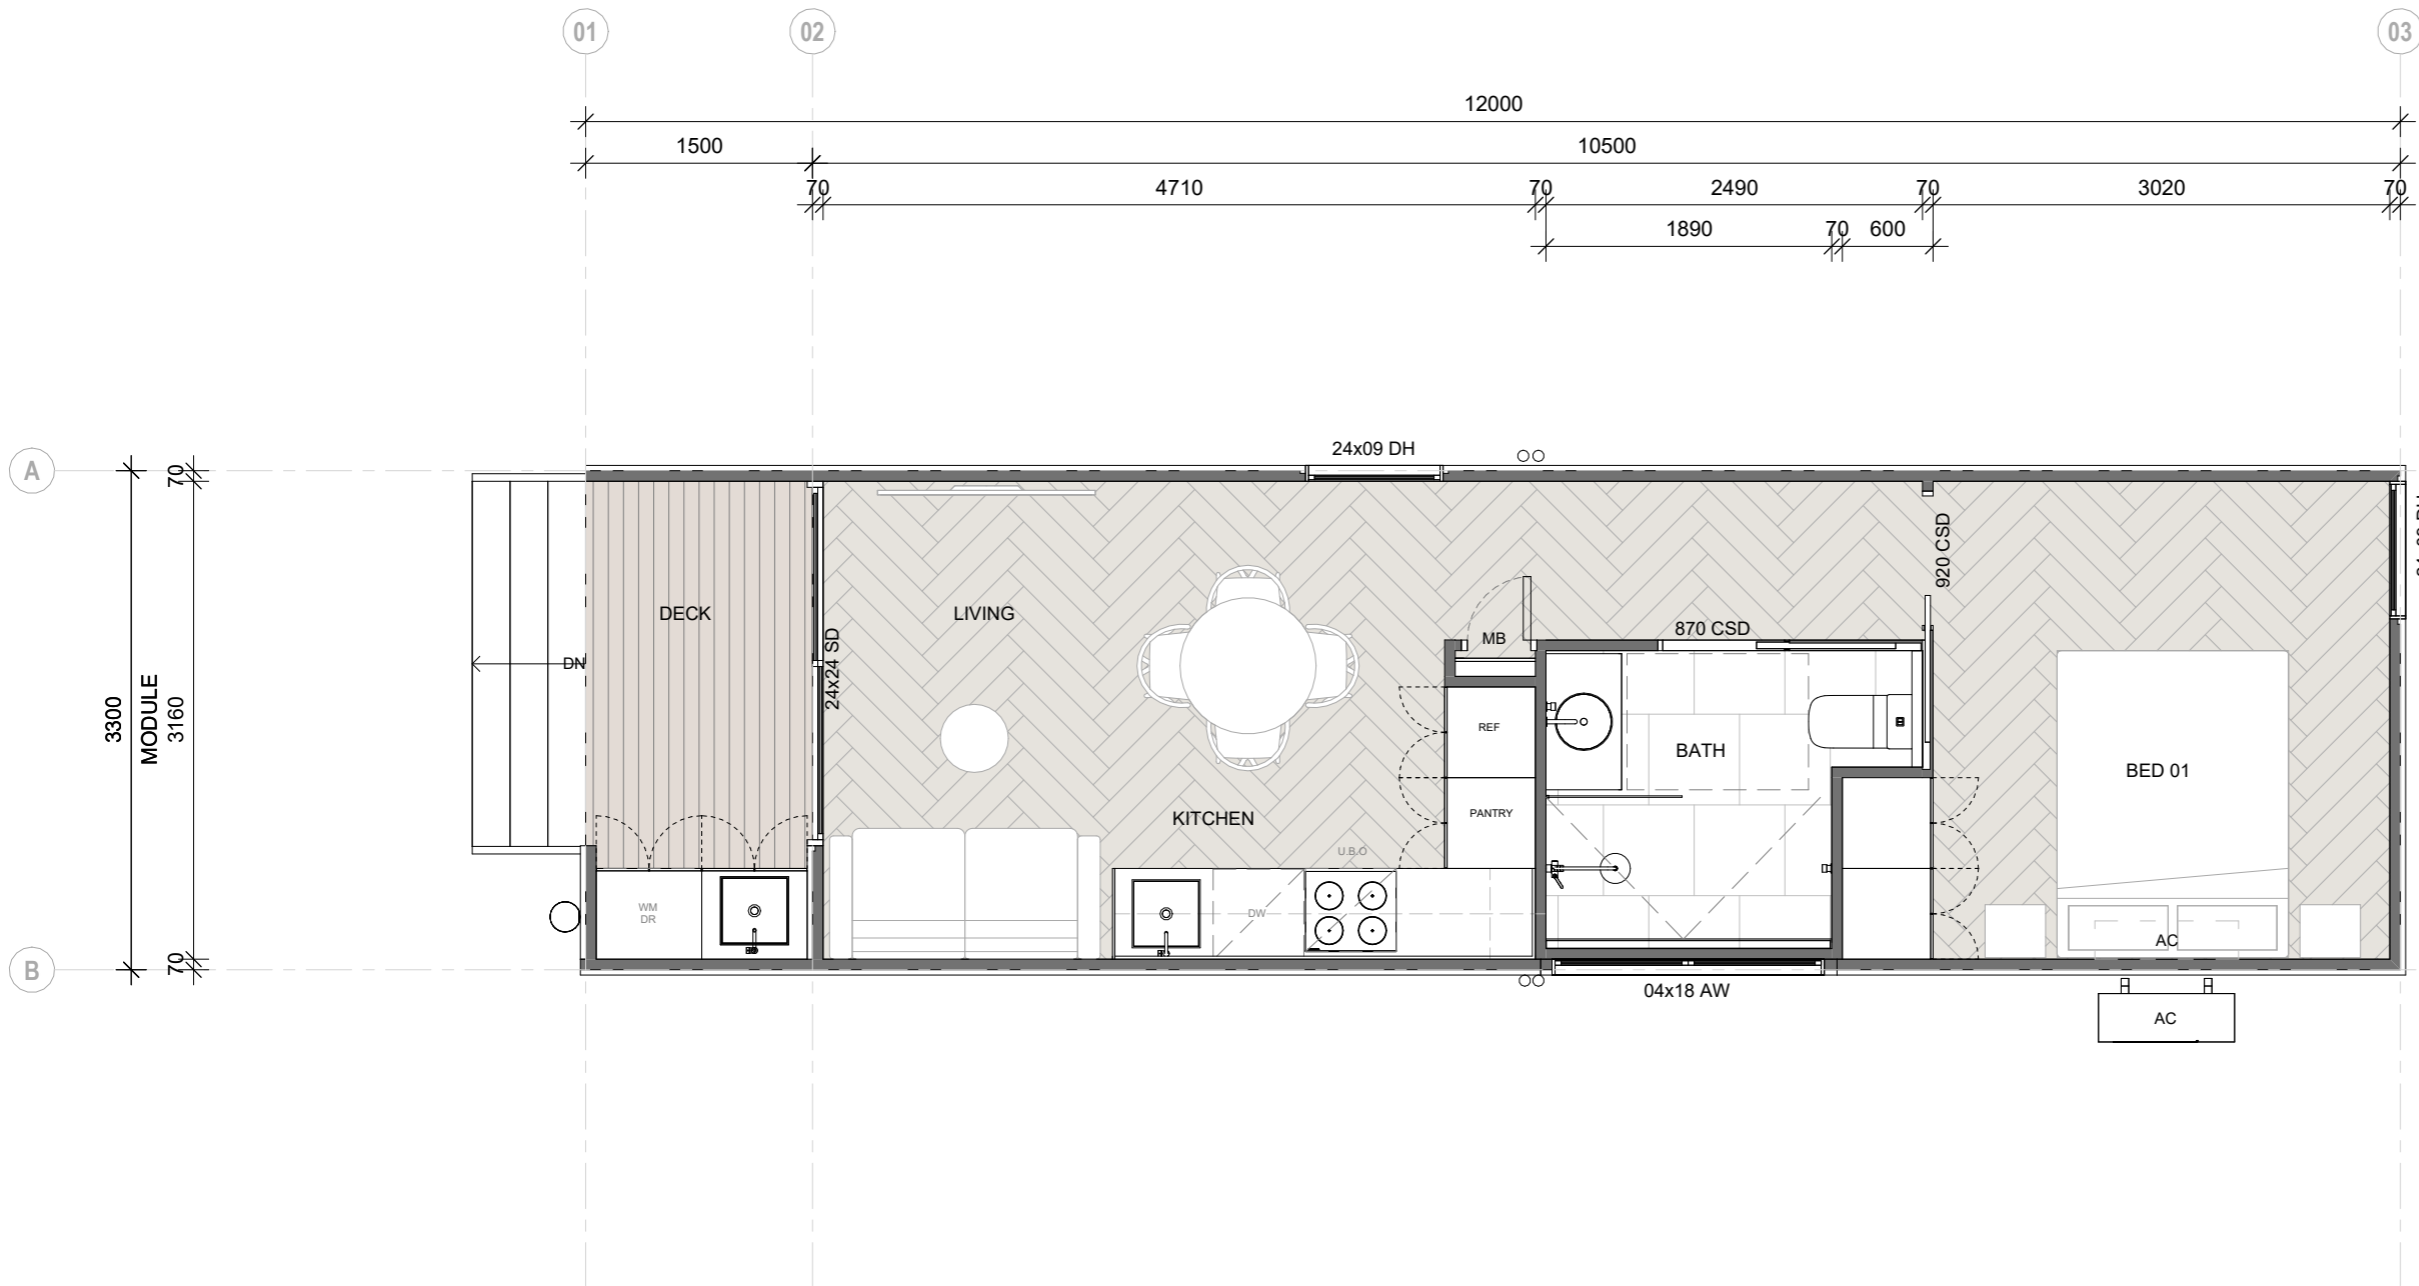 01
02
03
12000
1500
10500
70
4710
70
2490
70
3020
70
1890
70
600
A
24x09 DH
70
920 CSD
DECK
LIVING
24x24 SD
MB
870 CSD
DN
3300
MODULE
3160
REF
BATH
BED 01
KITCHEN
PANTRY
U.B.O
WM
DR
DW
AC
B
70
04x18 AW
AC